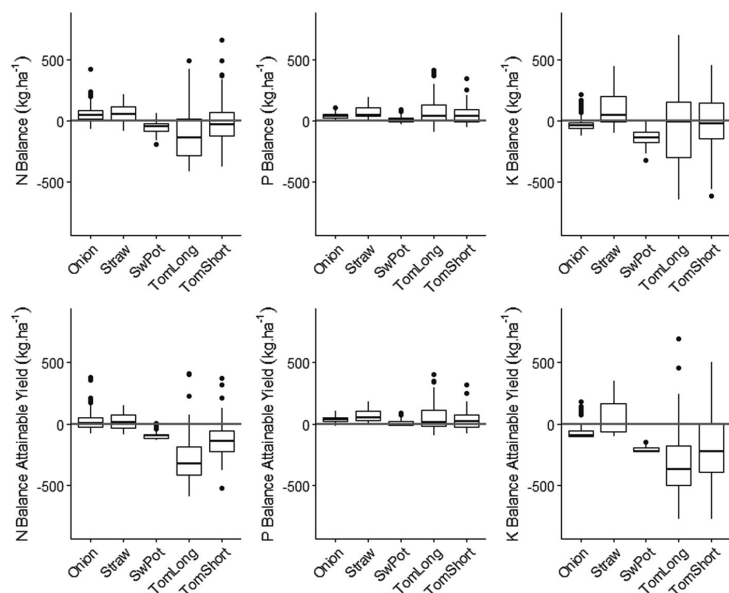 N Balance (kg.ha⁻¹)
500
0
-500
Onion
Straw
SwPot
TomLong
TomShort
P Balance (kg.ha⁻¹)
500
0
-500
Onion
Straw
SwPot
TomLong
TomShort
K Balance (kg.ha⁻¹)
500
0
-500
Onion
Straw
SwPot
TomLong
TomShort
N Balance Attainable Yield (kg.ha⁻¹)
500
0
-500
Onion
Straw
SwPot
TomLong
TomShort
P Balance Attainable Yield (kg.ha⁻¹)
500
0
-500
Onion
Straw
SwPot
TomLong
TomShort
K Balance Attainable Yield (kg.ha⁻¹)
500
0
-500
Onion
Straw
SwPot
TomLong
TomShort